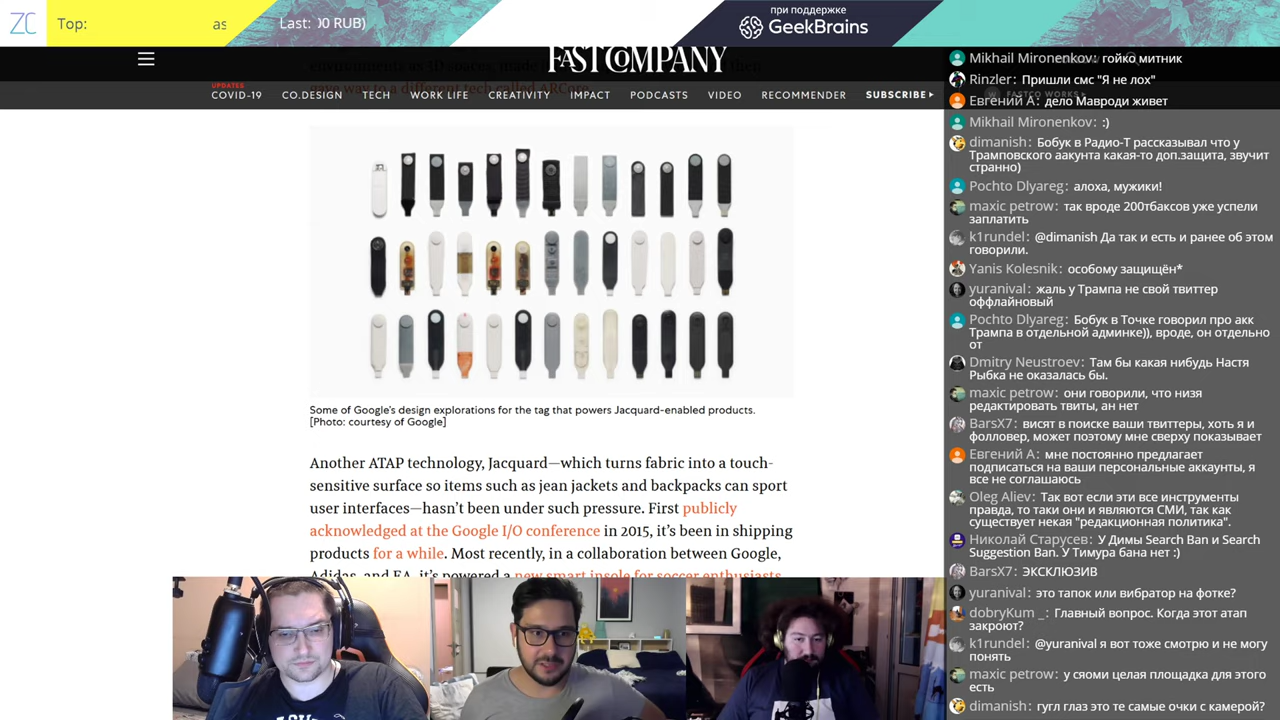 ZC
Top:
as
Last:
00 RUB)
при поддержке
GeekBrains
FAST COMPANY
UPDATES
COVID-19
CO.DESIGN
TECH
WORK LIFE
CREATIVITY
IMPACT
PODCASTS
VIDEO
RECOMMENDER
SUBSCRIBE
FASTCO WORKS
Some of Google's design explorations for the tag that powers Jacquard-enabled products.
[Photo: courtesy of Google]
Another ATAP technology, Jacquard—which turns fabric into a touch-
sensitive surface so items such as jean jackets and backpacks can sport
user interfaces—hasn't been under such pressure. First publicly
acknowledged at the Google I/O conference in 2015, it's been in shipping
products for a while. Most recently, in a collaboration between Google,
Adidas, and EA, it's powered a new smart insole for soccer enthusiasts
Mikhail Mironenkov: гойко митник
Rinzler: Пришли смс "Я не лох"
Евгений А: дело Мавроди живет
Mikhail Mironenkov: :)
dimanish: Бобук в Радио-Т рассказывал что у
Трамповского аакунта какая-то доп.защита, звучит
странно)
Pochto Dlyareg: алоха, мужики!
maxic petrow: так вроде 200тбаксов уже успели
заплатить
k1rundel: @dimanish Да так и есть и ранее об этом
говорили.
Yanis Kolesnik: особому защищён*
yuranival: жаль у Трампа не свой твиттер
оффлайновый
Pochto Dlyareg: Бобук в Точке говорил про акк
Трампа в отдельной админке)), вроде, он отдельно
от
Dmitry Neustroev: Там бы какая нибудь Настя
Рыбка не оказалась бы.
maxic petrow: они говорили, что низя
редактировать твиты, ан нет
BarsX7: висят в поиске ваши твиттеры, хоть я и
фолловер, может поэтому мне сверху показывает
Евгений А: мне постоянно предлагает
подписаться на ваши персональные аккаунты, я
все не соглашаюсь
Oleg Aliev: Так вот если эти все инструменты
правда, то таки они и являются СМИ, так как
существует некая "редакционная политика".
Николай Старусев: У Димы Search Ban и Search
Suggestion Ban. У Тимура бана нет :)
BarsX7: ЭКСКЛЮЗИВ
yuranival: это тапок или вибратор на фотке?
dobryKum _: Главный вопрос. Когда этот атап
закроют?
k1rundel: @yuranival я вот тоже смотрю и не могу
понять
maxic petrow: у сяоми целая площадка для этого
есть
dimanish: гугл глаз это те самые очки с камерой?